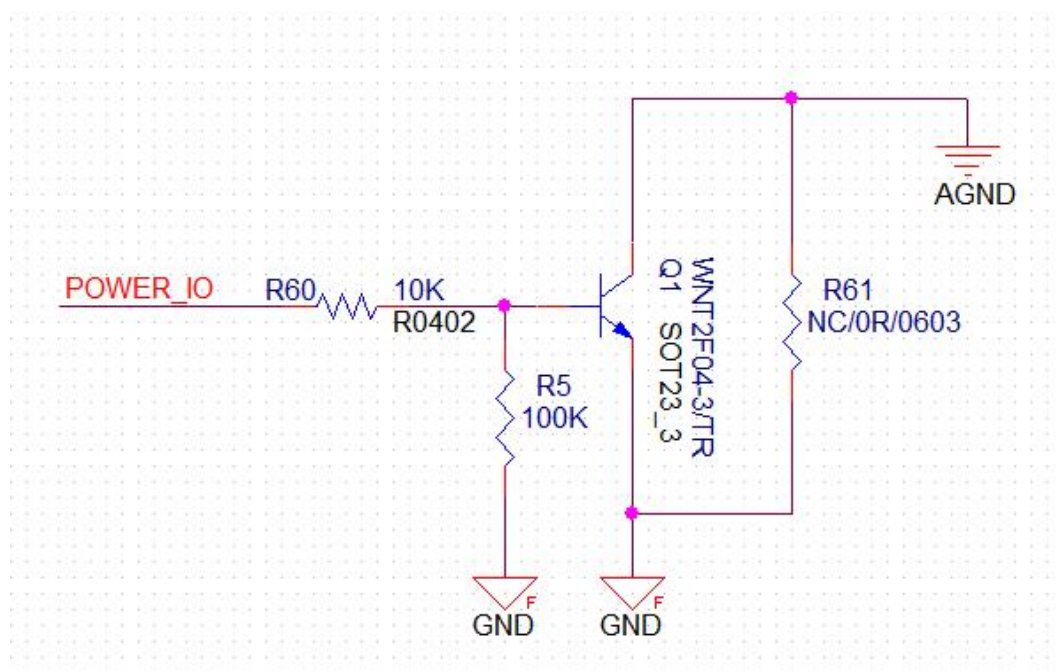 AGND
POWER_IO
R60
10K
R0402
Q1
WNT2F04-3/TR
SOT23_3
R61
NC/0R/0603
R5
100K
F
GND
F
GND